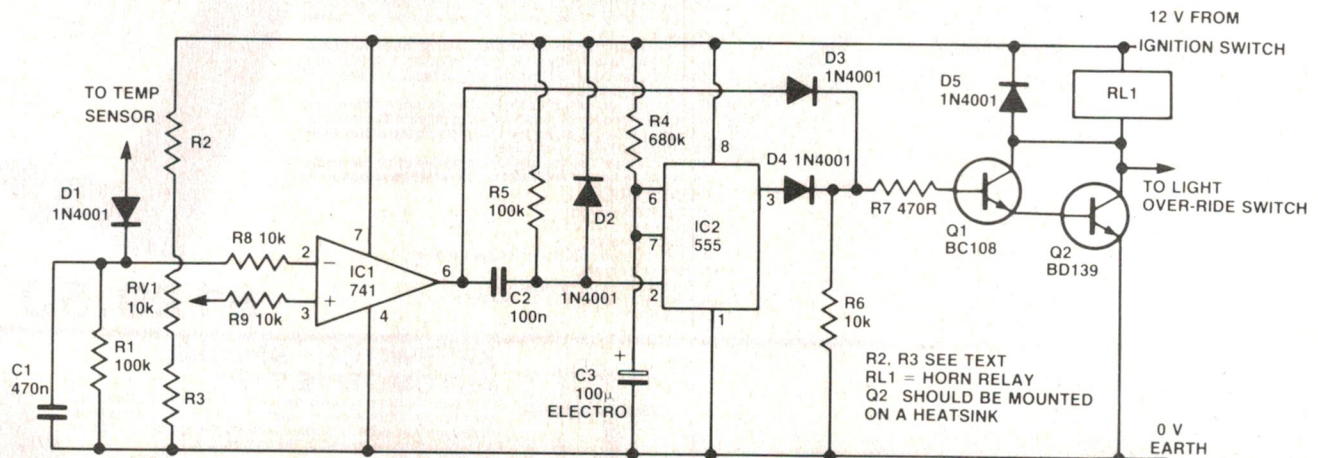 12 V FROM
IGNITION SWITCH
D3
1N4001
D5
1N4001
RL1
TO TEMP
SENSOR
R2
R4
680k
8
D4 1N4001
D1
1N4001
R5
100k
D2
6
3
R7 470R
TO LIGHT
OVER-RIDE SWITCH
IC2
555
7
Q1
BC108
Q2
BD139
R8 10k
2
7
−
IC1
741
6
RV1
10k
+
R9 10k
3
4
C2
100n
1N4001
2
1
R6
10k
R1
100k
C1
470n
R3
+
C3
100µ
ELECTRO
R2, R3 SEE TEXT
RL1 = HORN RELAY
Q2 SHOULD BE MOUNTED
ON A HEATSINK
0 V
EARTH